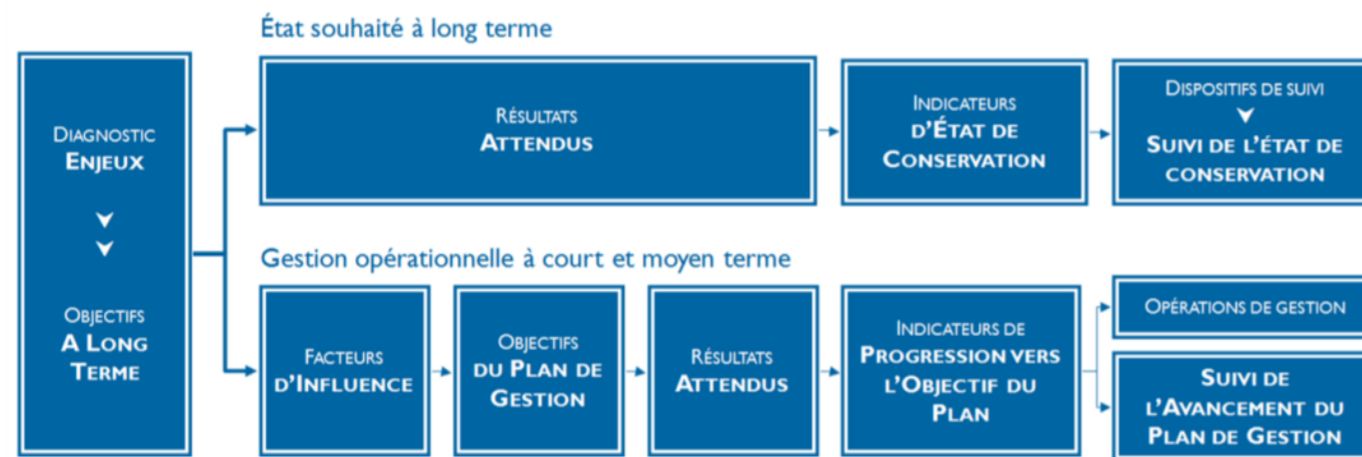 État souhaité à long terme
DIAGNOSTIC
ENJEUX
OBJECTIFS
A LONG
TERME
RÉSULTATS
ATTENDUS
INDICATEURS
D'ÉTAT DE
CONSERVATION
DISPOSITIFS DE SUIVI
SUIVI DE L'ÉTAT DE
CONSERVATION
Gestion opérationnelle à court et moyen terme
FACTEURS
D'INFLUENCE
OBJECTIFS
DU PLAN DE
GESTION
RÉSULTATS
ATTENDUS
INDICATEURS DE
PROGRESSION VERS
L'OBJECTIF DU
PLAN
OPÉRATIONS DE GESTION
SUIVI DE
L'AVANCEMENT DU
PLAN DE GESTION